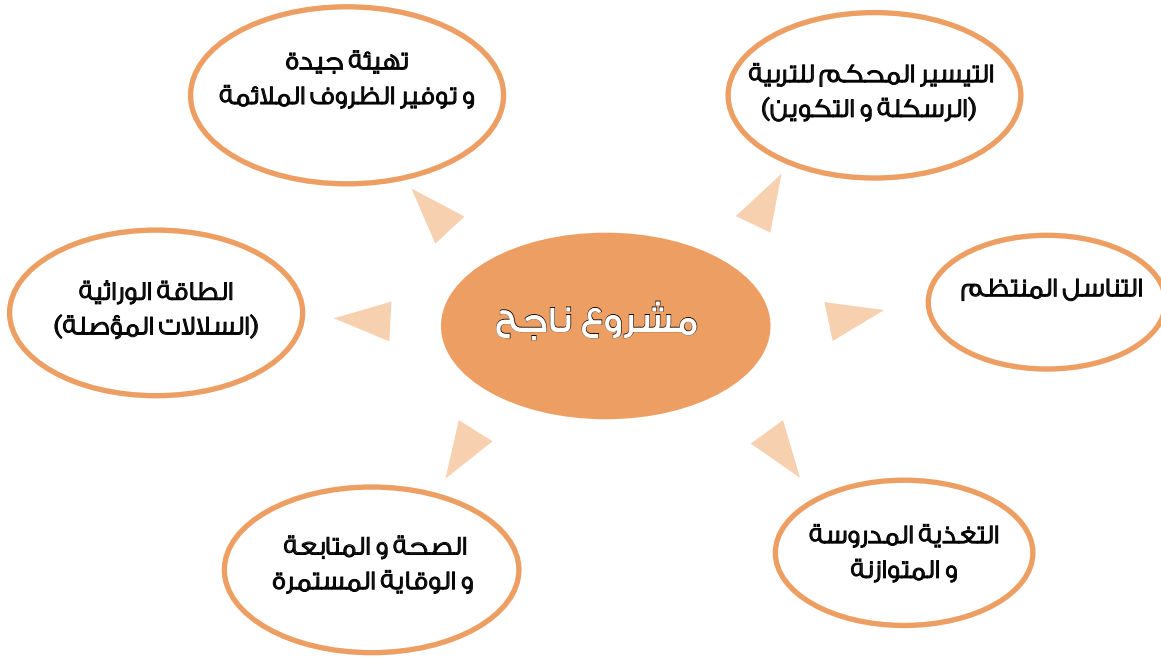 تهيئة جيدة
و توفير الظروف الملائمة
التيسير المحكم للتربية
(الرسكلة و التكوين)
الطاقة الوراثية
(السلالات المؤصلة)
مشروع ناجح
التناسل المنتظم
الصحة و المتابعة
و الوقاية المستمرة
التغذية المدروسة
و المتوازنة